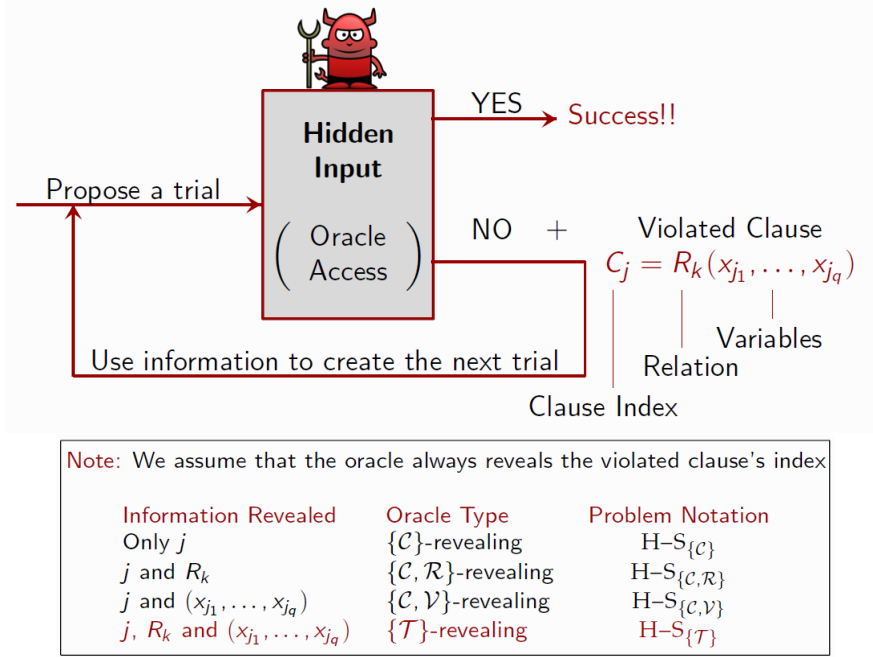 YES
Success!!
Hidden
Input
Propose a trial
( Oracle Access )
NO + Violated Clause
C_j = R_k(x_{j_1}, . . . , x_{j_q})
Variables
Use information to create the next trial
Relation
Clause Index
Note: We assume that the oracle always reveals the violated clause's index
Information Revealed Oracle Type Problem Notation
Only j {C}-revealing H–S_{{C}}
j and R_k {C, R}-revealing H–S_{{C,R}}
j and (x_{j_1}, . . . , x_{j_q}) {C, V}-revealing H–S_{{C,V}}
j, R_k and (x_{j_1}, . . . , x_{j_q}) {T}-revealing H–S_{{T}}